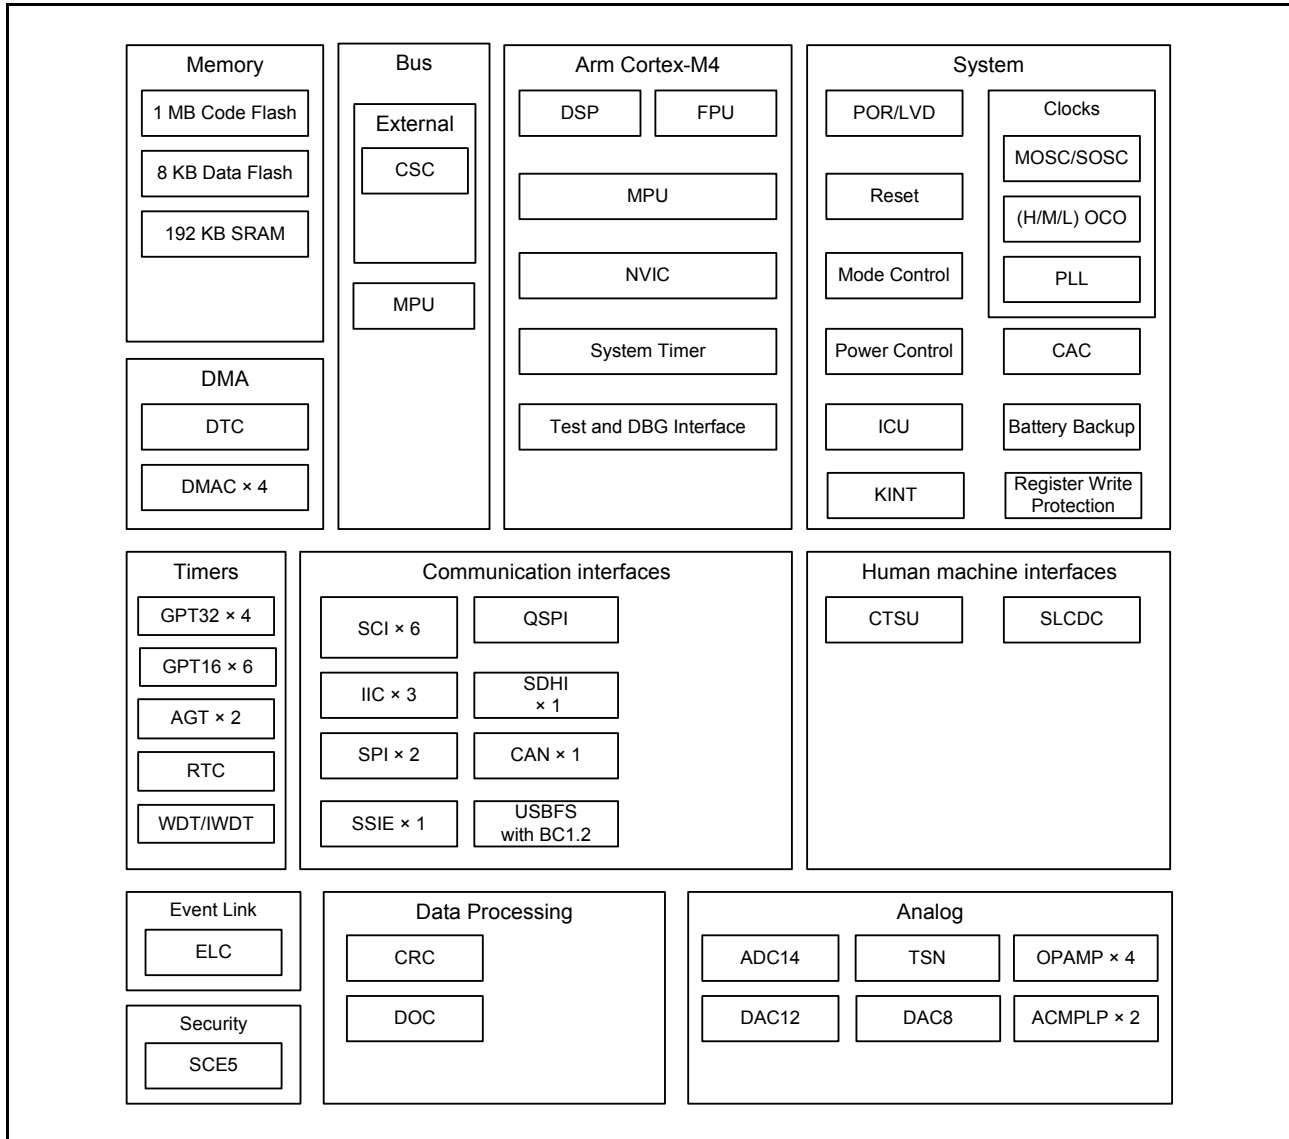 Memory
1 MB Code Flash
8 KB Data Flash
192 KB SRAM
DMA
DTC
DMAC × 4
Bus
External
CSC
MPU
Arm Cortex-M4
DSP
FPU
MPU
NVIC
System Timer
Test and DBG Interface
System
POR/LVD
Reset
Mode Control
Power Control
ICU
KINT
Clocks
MOSC/SOSC
(H/M/L) OCO
PLL
CAC
Battery Backup
Register Write
Protection
Timers
GPT32 × 4
GPT16 × 6
AGT × 2
RTC
WDT/IWDT
Communication interfaces
SCI × 6
IIC × 3
SPI × 2
SSIE × 1
QSPI
SDHI
× 1
CAN × 1
USBFS
with BC1.2
Human machine interfaces
CTSU
SLCDC
Event Link
ELC
Security
SCE5
Data Processing
CRC
DOC
Analog
ADC14
TSN
OPAMP × 4
DAC12
DAC8
ACMPLP × 2